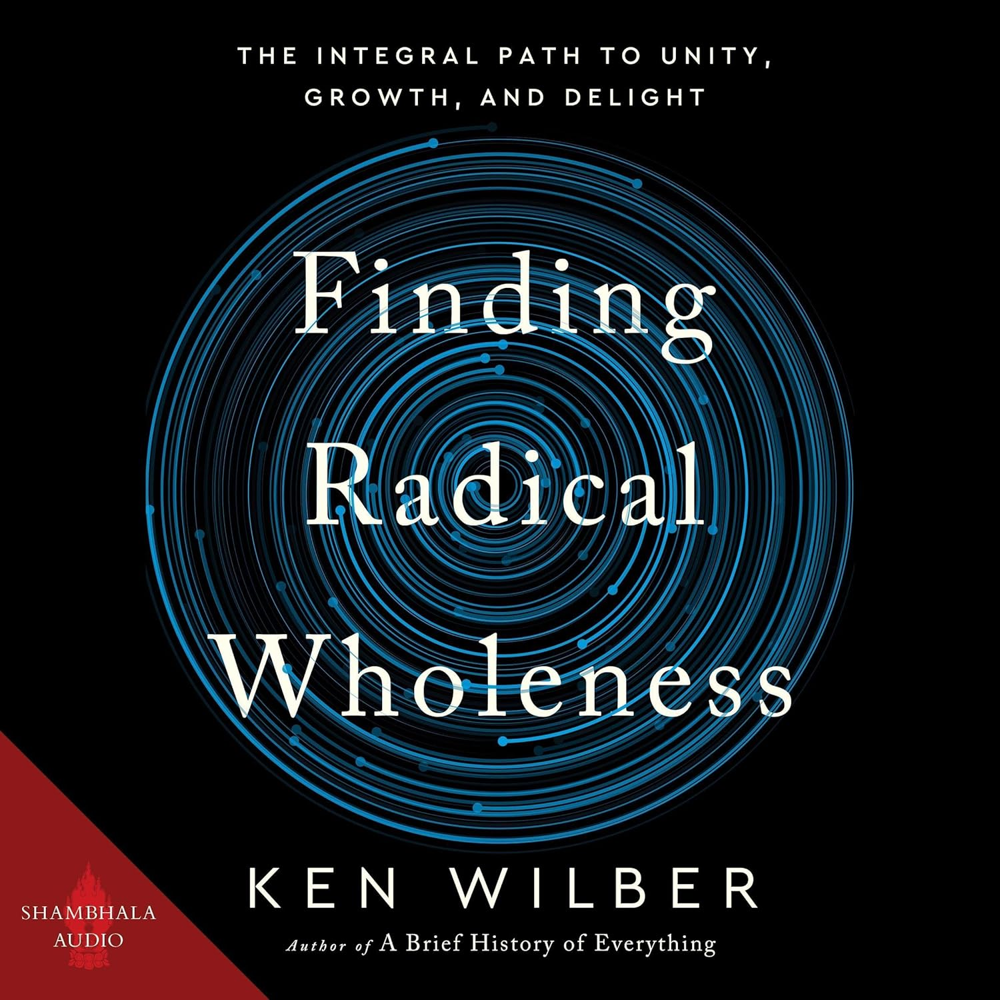 THE INTEGRAL PATH TO UNITY,
GROWTH, AND DELIGHT
Finding
Radical
Wholeness
KEN WILBER
Author of A Brief History of Everything
SHAMBHALA
AUDIO